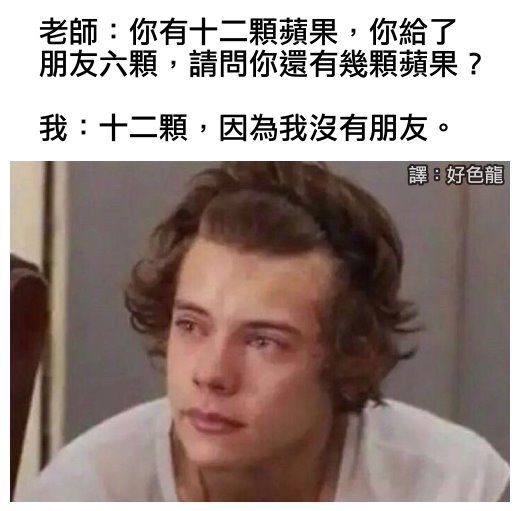 老師：你有十二顆蘋果，你給了
朋友六顆，請問你還有幾顆蘋果？
我：十二顆，因為我沒有朋友。
譯：好色龍